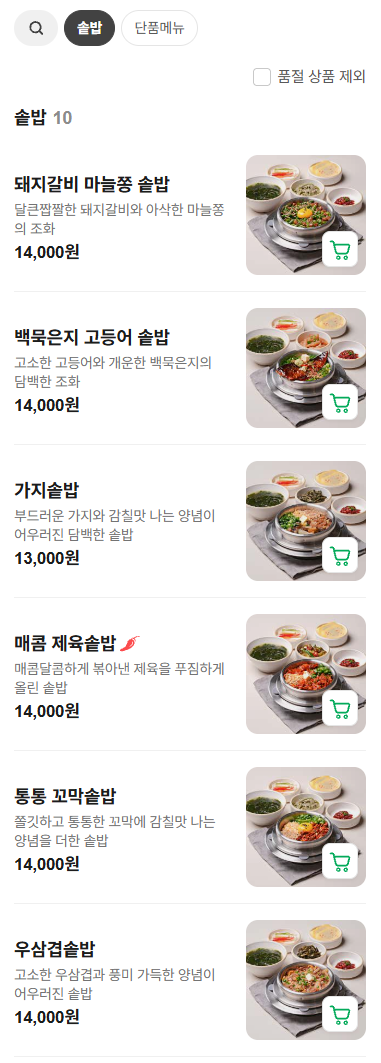 솥밥
단품메뉴
품절 상품 제외
솥밥 10
돼지갈비 마늘쫑 솥밥
달큰짭짤한 돼지갈비와 아삭한 마늘쫑
의 조화
14,000원
백묵은지 고등어 솥밥
고소한 고등어와 개운한 백묵은지의
담백한 조화
14,000원
가지솥밥
부드러운 가지와 감칠맛 나는 양념이
어우러진 담백한 솥밥
13,000원
매콤 제육솥밥
매콤달콤하게 볶아낸 제육을 푸짐하게
올린 솥밥
14,000원
통통 꼬막솥밥
쫄깃하고 통통한 꼬막에 감칠맛 나는
양념을 더한 솥밥
14,000원
우삼겹솥밥
고소한 우삼겹과 풍미 가득한 양념이
어우러진 솥밥
14,000원